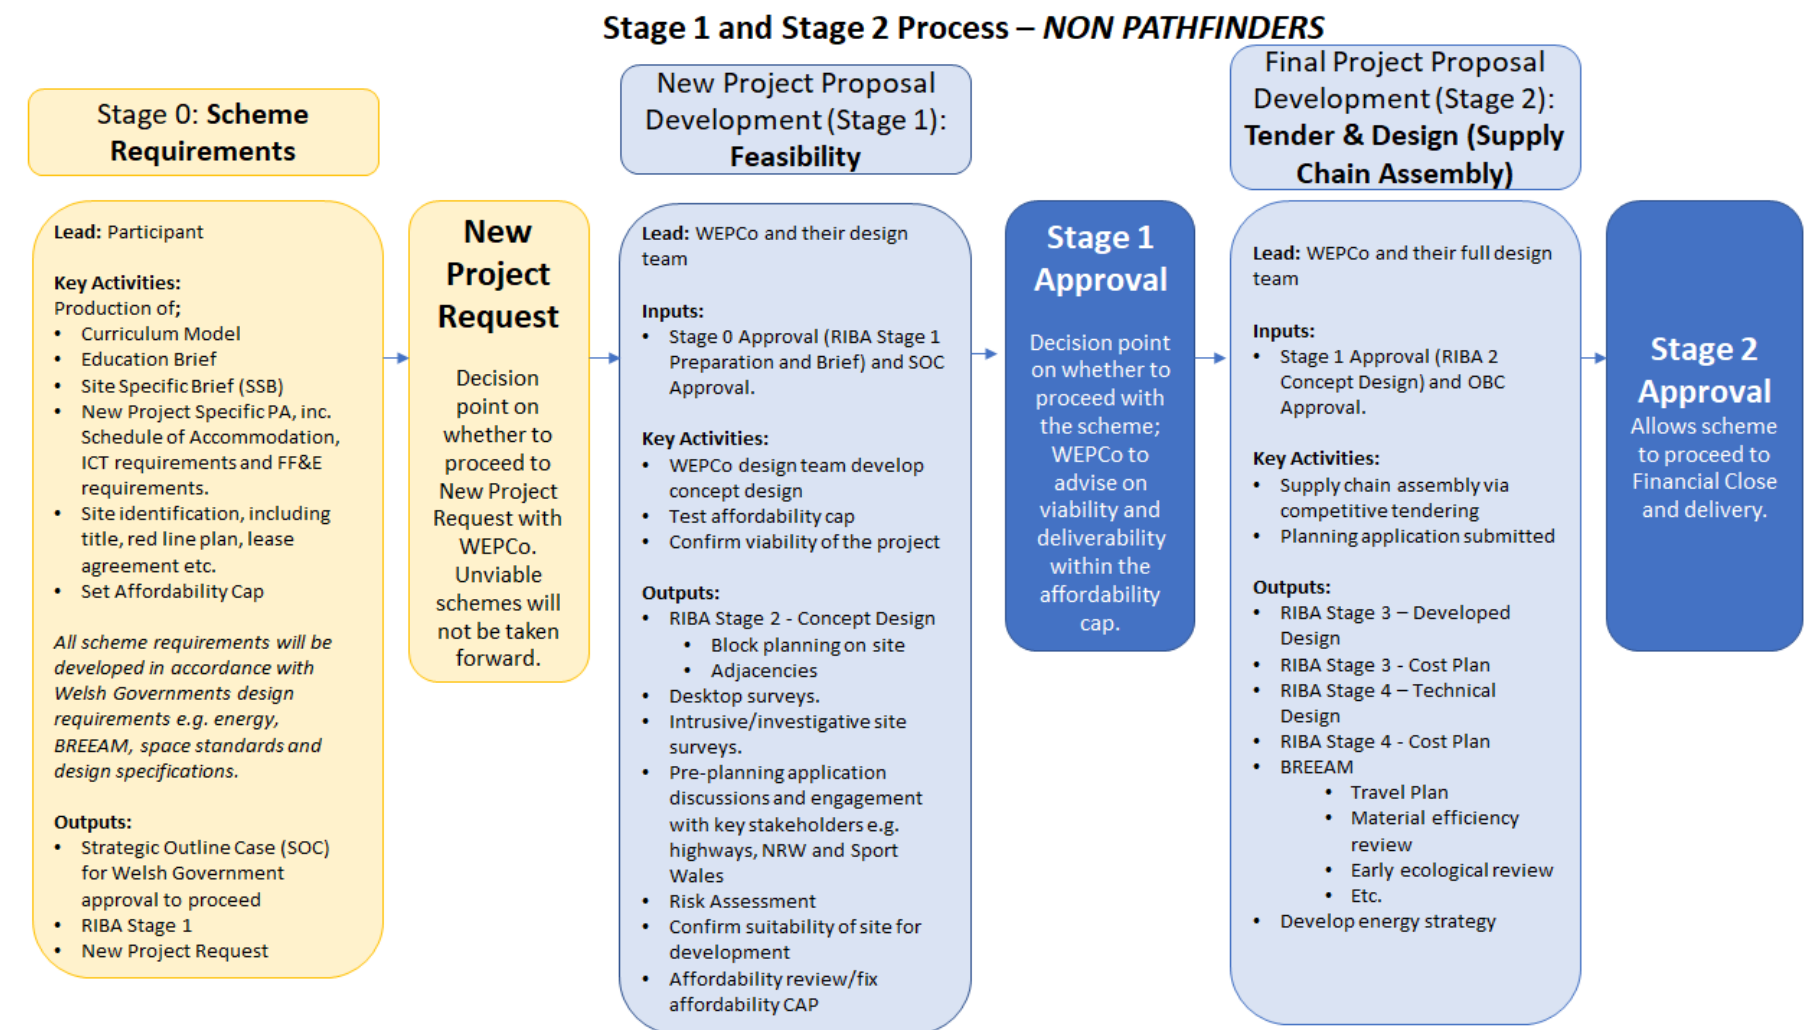 Stage 1 and Stage 2 Process – NON PATHFINDERS
Stage 0: Scheme
Requirements
Lead: Participant
Key Activities:
Production of;
• Curriculum Model
• Education Brief
• Site Specific Brief (SSB)
• New Project Specific PA, inc.
Schedule of Accommodation,
ICT requirements and FF&E
requirements.
• Site identification, including
title, red line plan, lease
agreement etc.
• Set Affordability Cap
All scheme requirements will be
developed in accordance with
Welsh Governments design
requirements e.g. energy,
BREEAM, space standards and
design specifications.
Outputs:
• Strategic Outline Case (SOC)
for Welsh Government
approval to proceed
• RIBA Stage 1
• New Project Request
New
Project
Request
Decision
point on
whether to
proceed to
New Project
Request with
WEPCo.
Unviable
schemes will
not be taken
forward.
New Project Proposal
Development (Stage 1):
Feasibility
Lead: WEPCo and their design
team
Inputs:
• Stage 0 Approval (RIBA Stage 1
Preparation and Brief) and SOC
Approval.
Key Activities:
• WEPCo design team develop
concept design
• Test affordability cap
• Confirm viability of the project
Outputs:
• RIBA Stage 2 - Concept Design
• Block planning on site
• Adjacencies
• Desktop surveys.
• Intrusive/investigative site
surveys.
• Pre-planning application
discussions and engagement
with key stakeholders e.g.
highways, NRW and Sport
Wales
• Risk Assessment
• Confirm suitability of site for
development
• Affordability review/fix
affordability CAP
Stage 1
Approval
Decision point
on whether to
proceed with
the scheme;
WEPCo to
advise on
viability and
deliverability
within the
affordability
cap.
Final Project Proposal
Development (Stage 2):
Tender & Design (Supply
Chain Assembly)
Lead: WEPCo and their full design
team
Inputs:
• Stage 1 Approval (RIBA 2
Concept Design) and OBC
Approval.
Key Activities:
• Supply chain assembly via
competitive tendering
• Planning application submitted
Outputs:
• RIBA Stage 3 – Developed
Design
• RIBA Stage 3 - Cost Plan
• RIBA Stage 4 – Technical
Design
• RIBA Stage 4 - Cost Plan
• BREEAM
• Travel Plan
• Material efficiency
review
• Early ecological review
• Etc.
• Develop energy strategy
Stage 2
Approval
Allows scheme
to proceed to
Financial Close
and delivery.